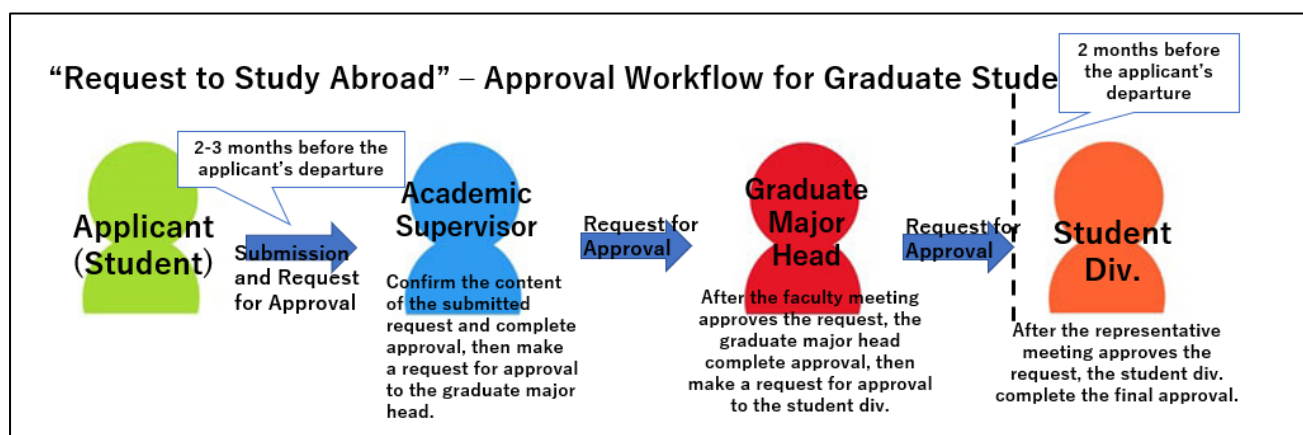 “Request to Study Abroad” – Approval Workflow for Graduate Stude
2 months before
the applicant’s
departure
2-3 months before the
applicant’s departure
Applicant
(Student)
Submission
and Request
for Approval
Academic
Supervisor
Confirm the content
of the submitted
request and complete
approval, then make
a request for approval
to the graduate major
head.
Request for
Approval
Graduate
Major
Head
After the faculty meeting
approves the request, the
graduate major head
complete approval, then
make a request for approval
to the student div.
Request for
Approval
Student
Div.
After the representative
meeting approves the
request, the student div.
complete the final approval.